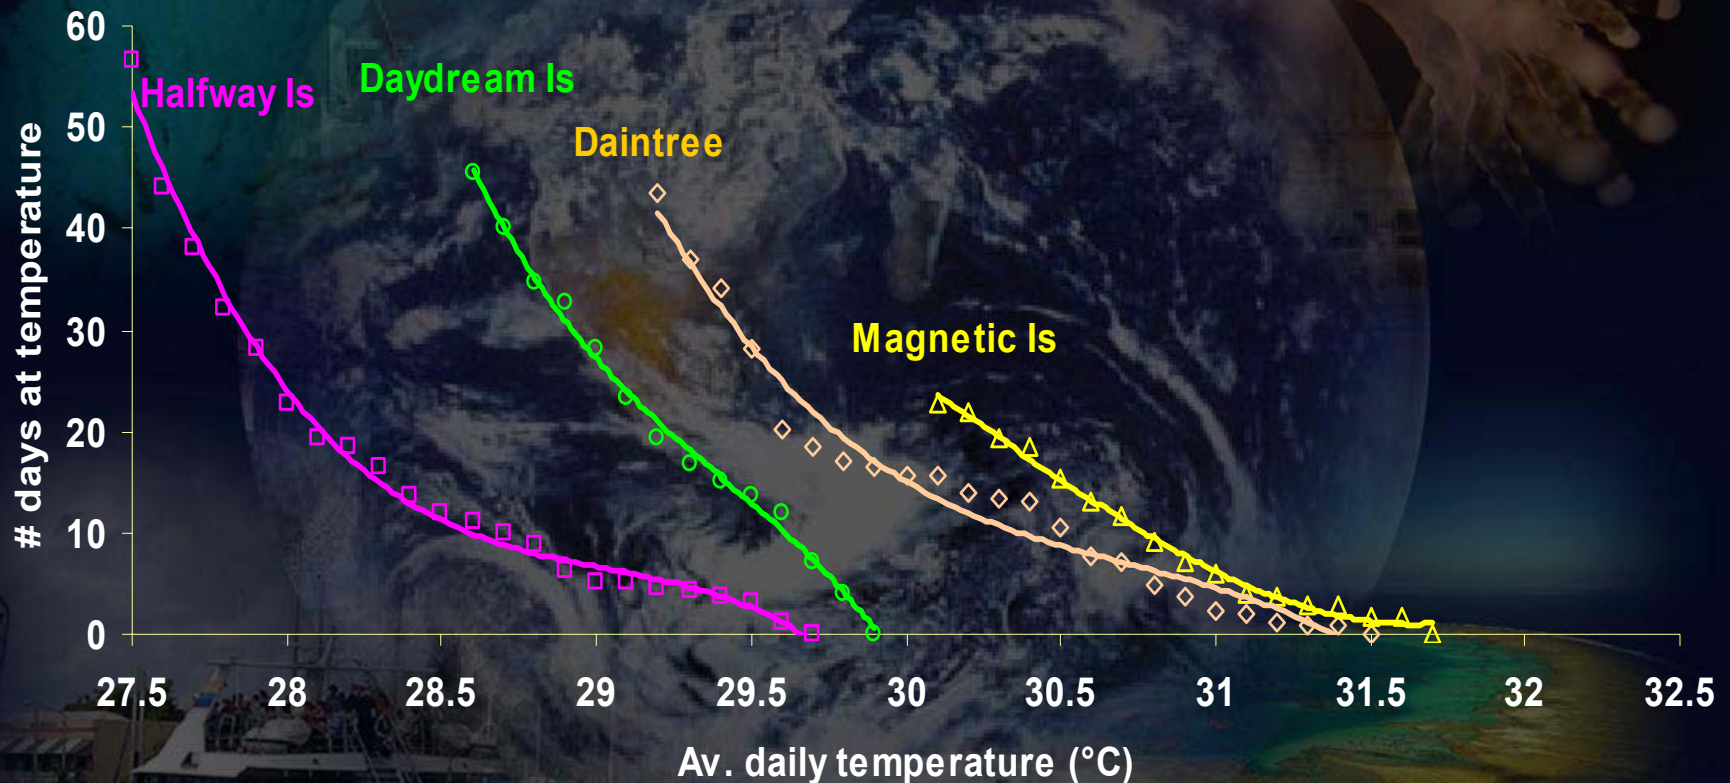 60
Halfway Is
Daydream Is
50
Daintree
40
30
Magnetic Is
20
10
0
# days at temperature
27.5 28 28.5 29 29.5 30 30.5 31 31.5 32 32.5
Av. daily temperature (°C)